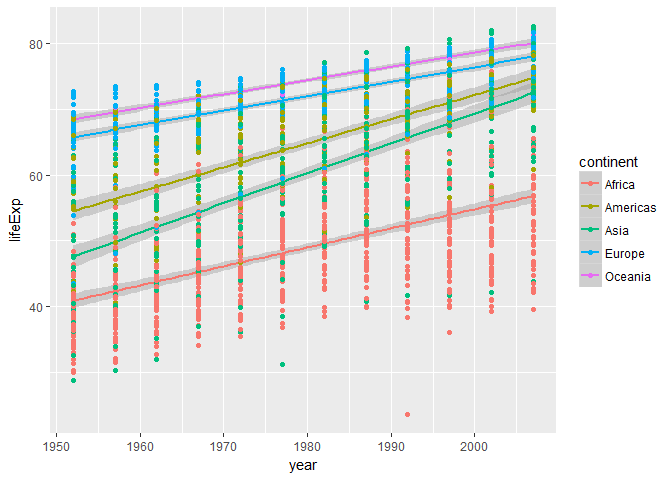 80
60
40
lifeExp
1950 1960 1970 1980 1990 2000
year
continent
Africa
Americas
Asia
Europe
Oceania